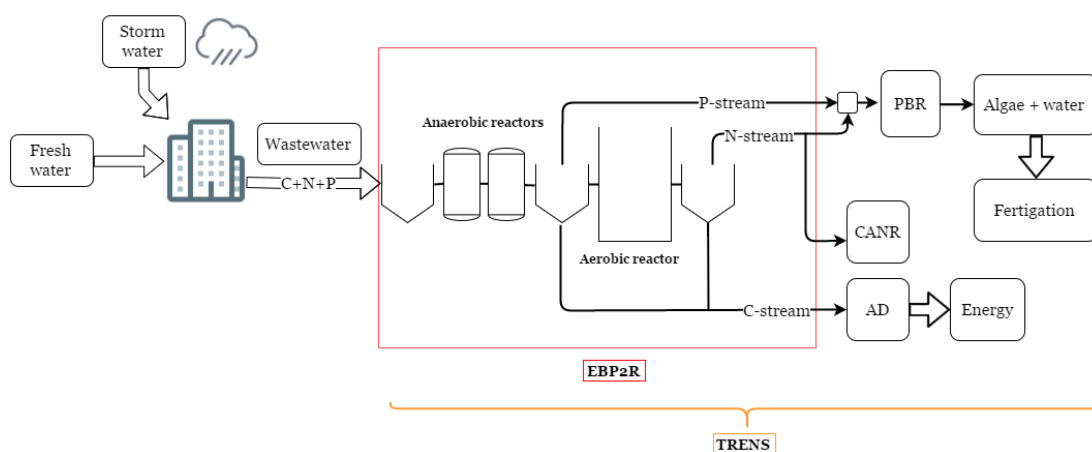 Storm
water
Fresh
water
Wastewater
C+N+P
Anaerobic reactors
Aerobic reactor
P-stream
N-stream
C-stream
PBR
Algae + water
Fertigation
CANR
AD
Energy
EBP2R
TRENS